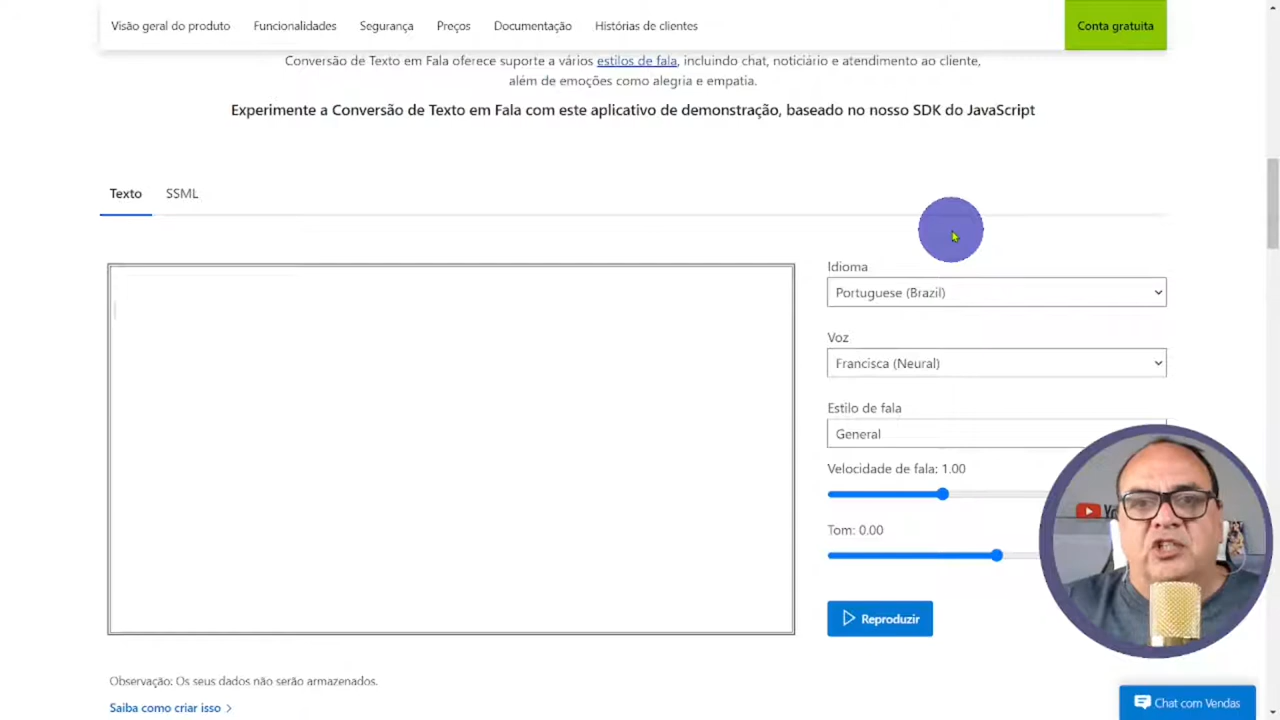 Visão geral do produto Funcionalidades Segurança Preços Documentação Histórias de clientes Conta gratuita
Conversão de Texto em Fala oferece suporte a vários estilos de fala, incluindo chat, noticiário e atendimento ao cliente,
além de emoções como alegria e empatia.
Experimente a Conversão de Texto em Fala com este aplicativo de demonstração, baseado no nosso SDK do JavaScript
Texto SSML
Idioma
Portuguese (Brazil)
Voz
Francisca (Neural)
Estilo de fala
General
Velocidade de fala: 1.00
Tom: 0.00
Reproduzir
Observação: Os seus dados não serão armazenados.
Saiba como criar isso
Chat com Vendas